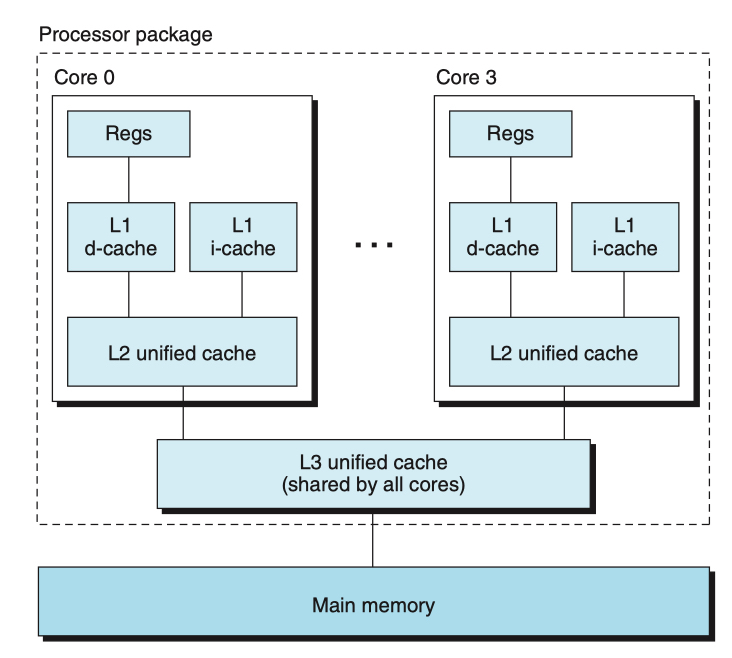 Processor package
Core 0
Regs
L1
d-cache
L1
i-cache
L2 unified cache
...
Core 3
Regs
L1
d-cache
L1
i-cache
L2 unified cache
L3 unified cache
(shared by all cores)
Main memory